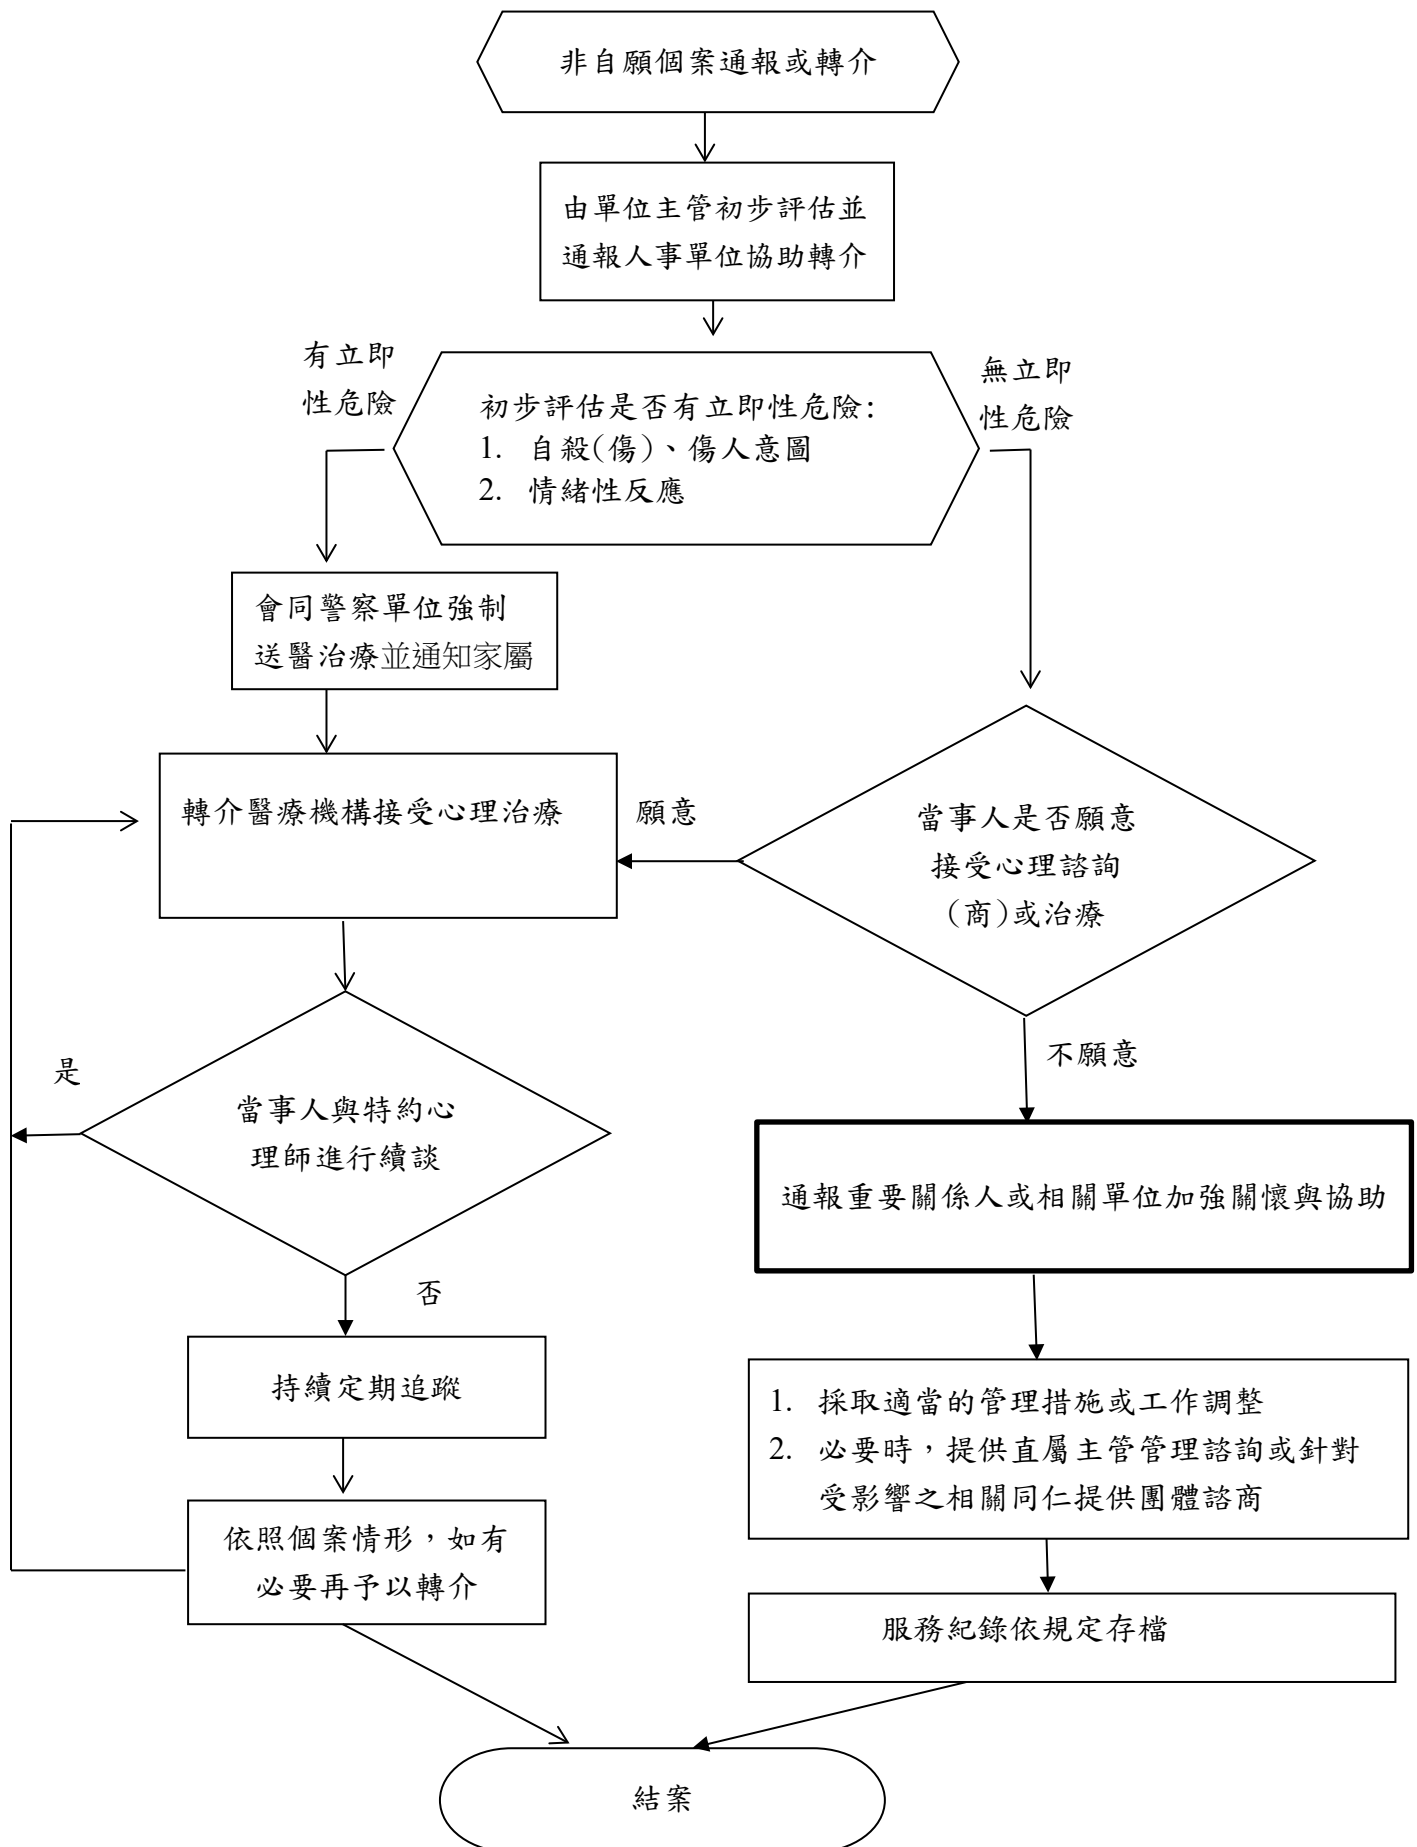 非自願個案通報或轉介
由單位主管初步評估並
通報人事單位協助轉介
有立即
性危險
無立即
性危險
初步評估是否有立即性危險:
1. 自殺(傷)、傷人意圖
2. 情緒性反應
會同警察單位強制
送醫治療並通知家屬
轉介醫療機構接受心理治療
願意
當事人是否願意
接受心理諮詢
(商)或治療
不願意
是
當事人與特約心
理師進行續談
通報重要關係人或相關單位加強關懷與協助
否
持續定期追蹤
1. 採取適當的管理措施或工作調整
2. 必要時，提供直屬主管管理諮詢或針對
受影響之相關同仁提供團體諮商
依照個案情形，如有
必要再予以轉介
服務紀錄依規定存檔
結案